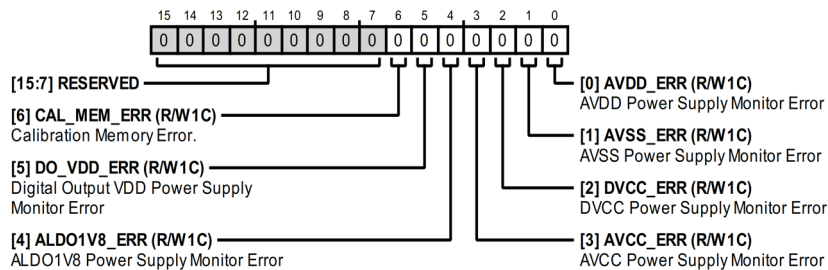 15 14 13 12 11 10 9 8 7 6 5 4 3 2 1 0
0 0 0 0 0 0 0 0 0 0 0 0 0 0 0 0
[15:7] RESERVED
[6] CAL_MEM_ERR (R/W1C)
Calibration Memory Error.
[5] DO_VDD_ERR (R/W1C)
Digital Output VDD Power Supply
Monitor Error
[4] ALDO1V8_ERR (R/W1C)
ALDO1V8 Power Supply Monitor Error
[0] AVDD_ERR (R/W1C)
AVDD Power Supply Monitor Error
[1] AVSS_ERR (R/W1C)
AVSS Power Supply Monitor Error
[2] DVCC_ERR (R/W1C)
DVCC Power Supply Monitor Error
[3] AVCC_ERR (R/W1C)
AVCC Power Supply Monitor Error